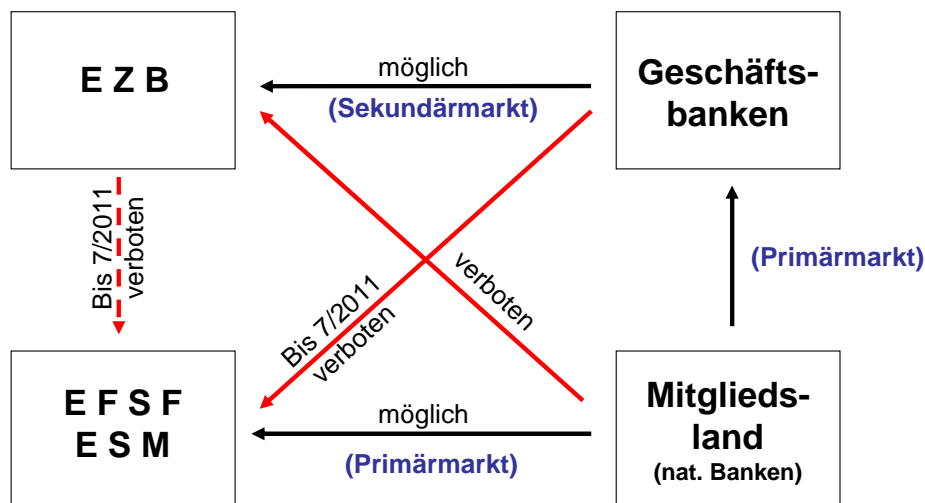 E Z B
möglich
(Sekundärmarkt)
Geschäfts-
banken
Bis 7/2011
verboten
Bis 7/2011
verboten
verboten
(Primärmarkt)
E F S F
E S M
möglich
(Primärmarkt)
Mitglieds-
land
(nat. Banken)